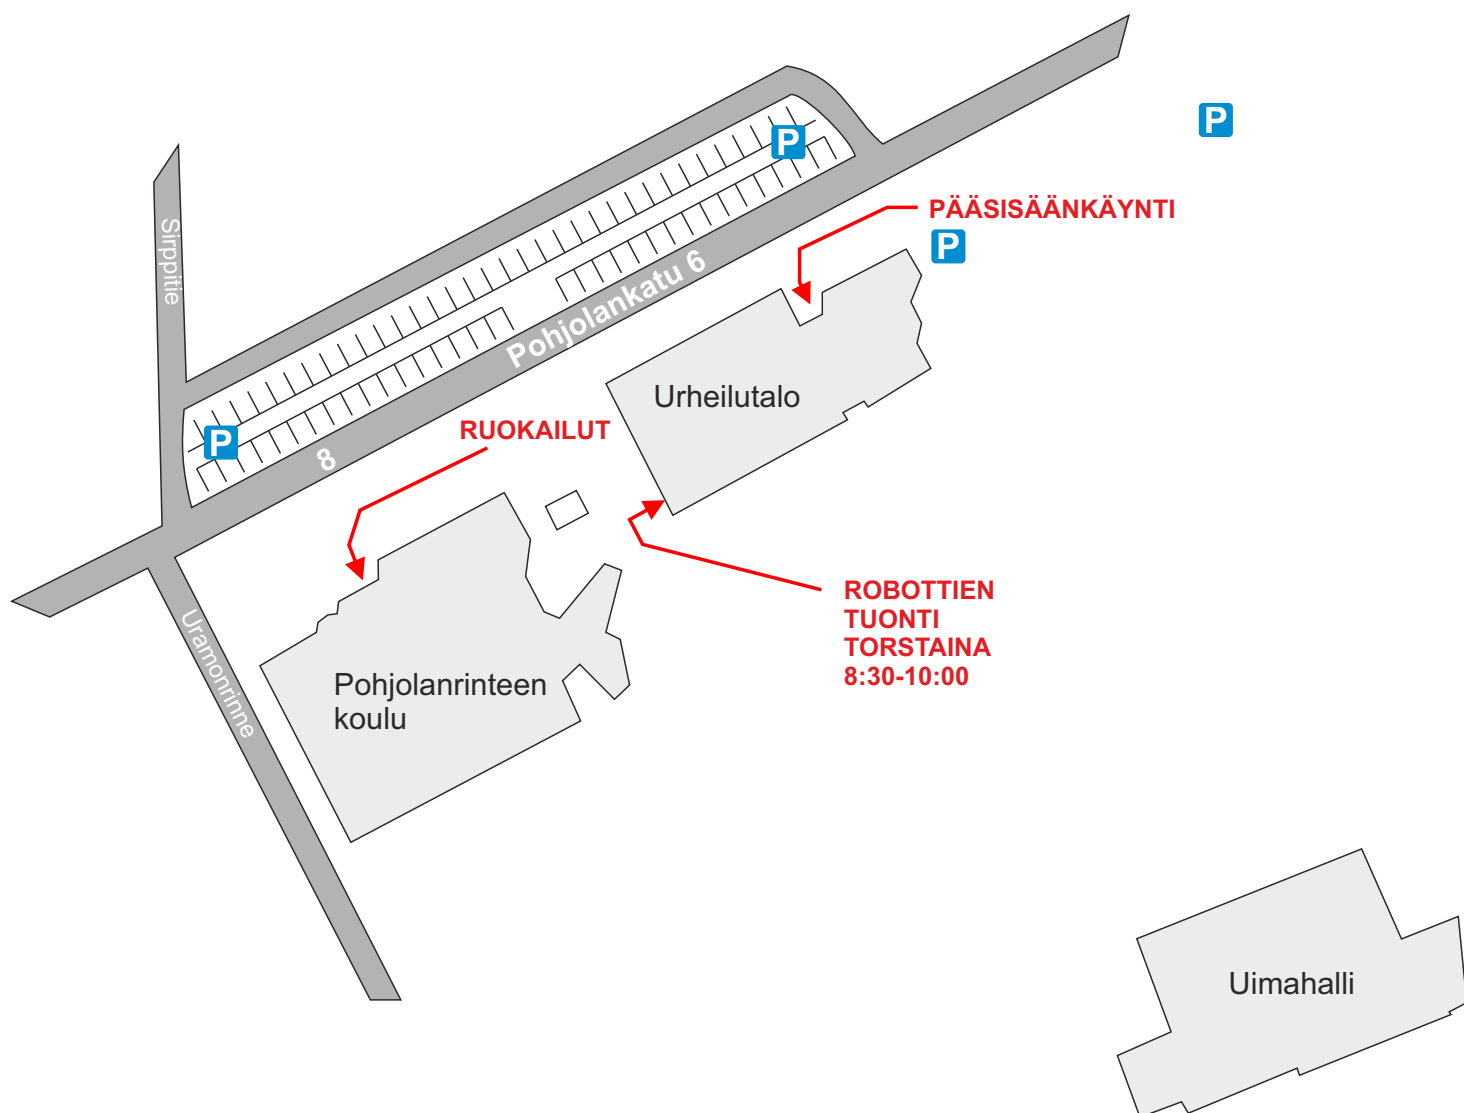 P
P
Sirppitie
PÄÄSISÄÄNKÄYNTI
P
Pohjolankatu 6
Urheilutalo
RUOKAILUT
P
8
ROBOTTIEN
TUONTI
TORSTAINA
8:30-10:00
Uramonrinne
Pohjolanrinteen
koulu
Uimahalli